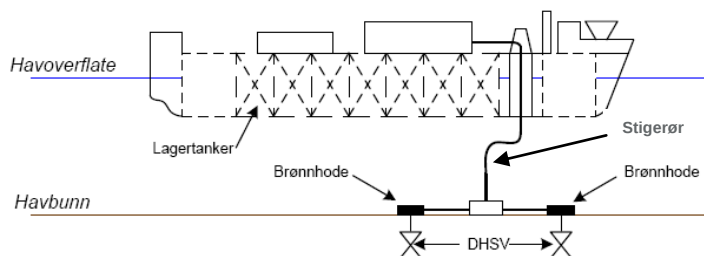 Havoverflate
Stigerør
Lagertanker
Brønnhode
Brønnhode
Havbunn
DHSV